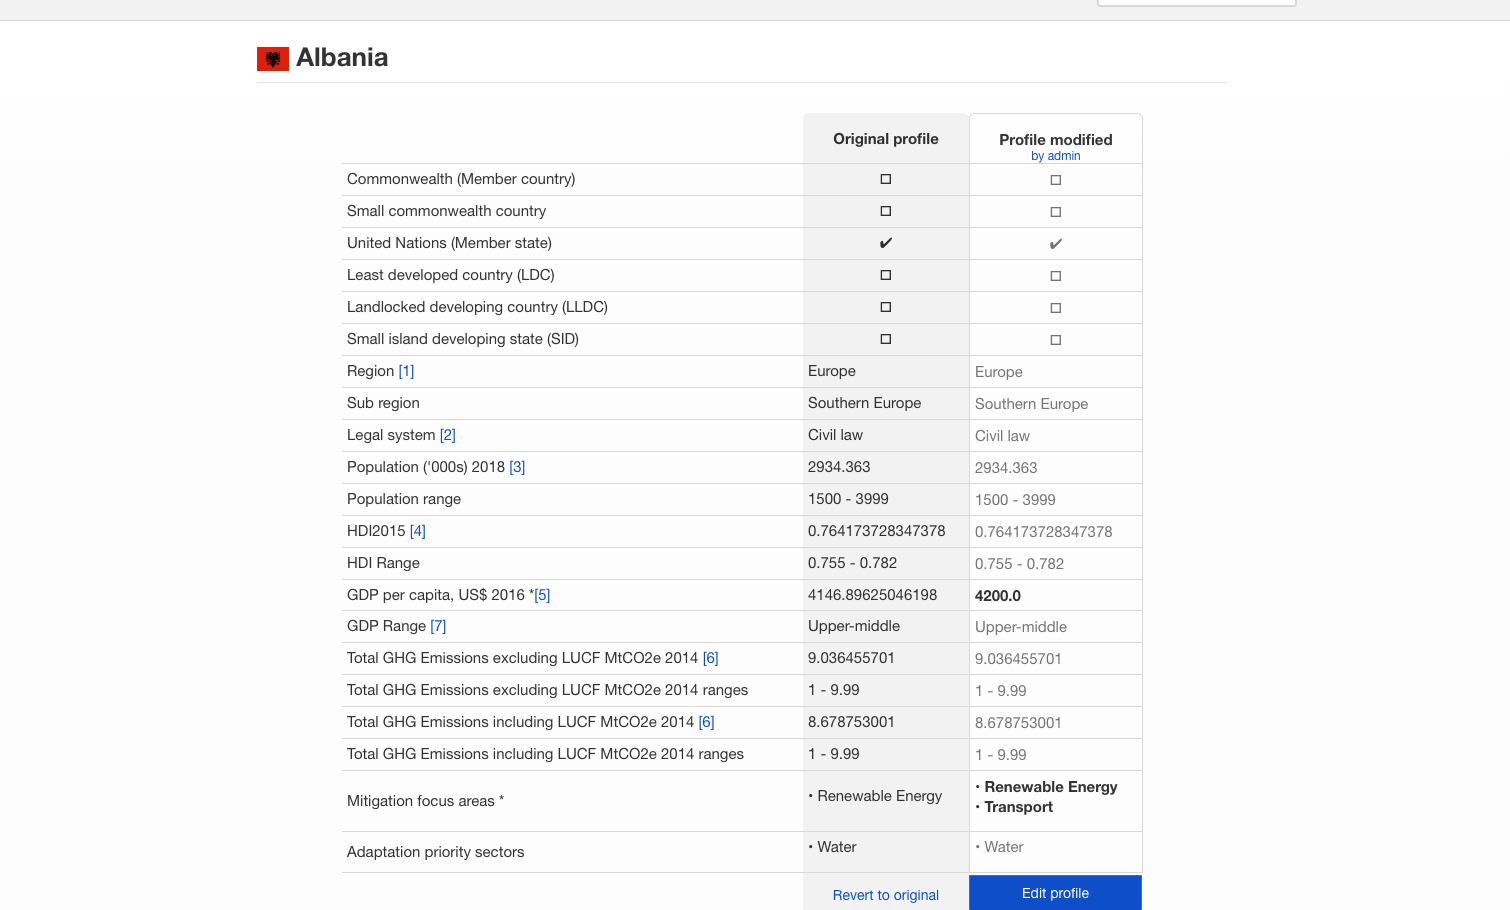 Albania
Original profile Profile modified
by admin
Commonwealth (Member country)
Small commonwealth country
United Nations (Member state) ✔ ✔
Least developed country (LDC)
Landlocked developing country (LLDC)
Small island developing state (SID)
Region [1] Europe Europe
Sub region Southern Europe Southern Europe
Legal system [2] Civil law Civil law
Population ('000s) 2018 [3] 2934.363 2934.363
Population range 1500 - 3999 1500 - 3999
HDI2015 [4] 0.764173728347378 0.764173728347378
HDI Range 0.755 - 0.782 0.755 - 0.782
GDP per capita, US$ 2016 *[5] 4146.89625046198 4200.0
GDP Range [7] Upper-middle Upper-middle
Total GHG Emissions excluding LUCF MtCO2e 2014 [6] 9.036455701 9.036455701
Total GHG Emissions excluding LUCF MtCO2e 2014 ranges 1 - 9.99 1 - 9.99
Total GHG Emissions including LUCF MtCO2e 2014 [6] 8.678753001 8.678753001
Total GHG Emissions including LUCF MtCO2e 2014 ranges 1 - 9.99 1 - 9.99
Mitigation focus areas * • Renewable Energy • Renewable Energy
• Transport
Adaptation priority sectors • Water • Water
Revert to original Edit profile